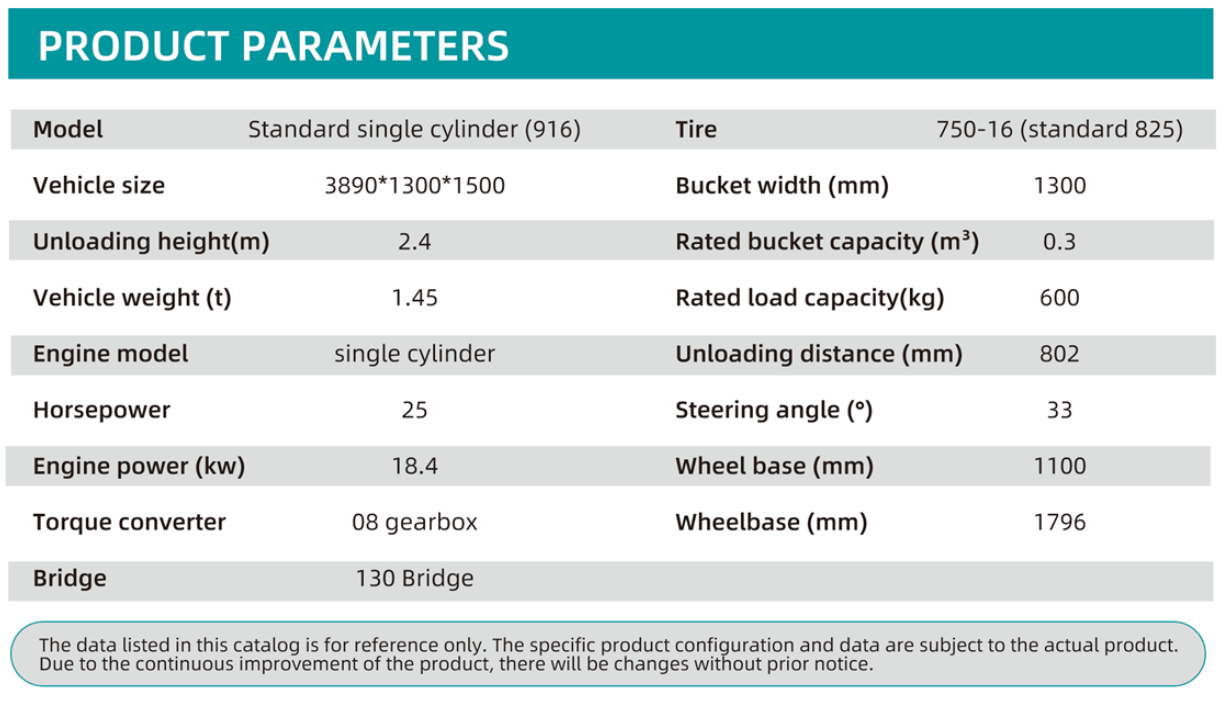 PRODUCT PARAMETERS
Model Standard single cylinder (916) Tire 750-16 (standard 825)
Vehicle size 3890*1300*1500 Bucket width (mm) 1300
Unloading height(m) 2.4 Rated bucket capacity (m³) 0.3
Vehicle weight (t) 1.45 Rated load capacity(kg) 600
Engine model single cylinder Unloading distance (mm) 802
Horsepower 25 Steering angle (°) 33
Engine power (kw) 18.4 Wheel base (mm) 1100
Torque converter 08 gearbox Wheelbase (mm) 1796
Bridge 130 Bridge
The data listed in this catalog is for reference only. The specific product configuration and data are subject to the actual product.
Due to the continuous improvement of the product, there will be changes without prior notice.